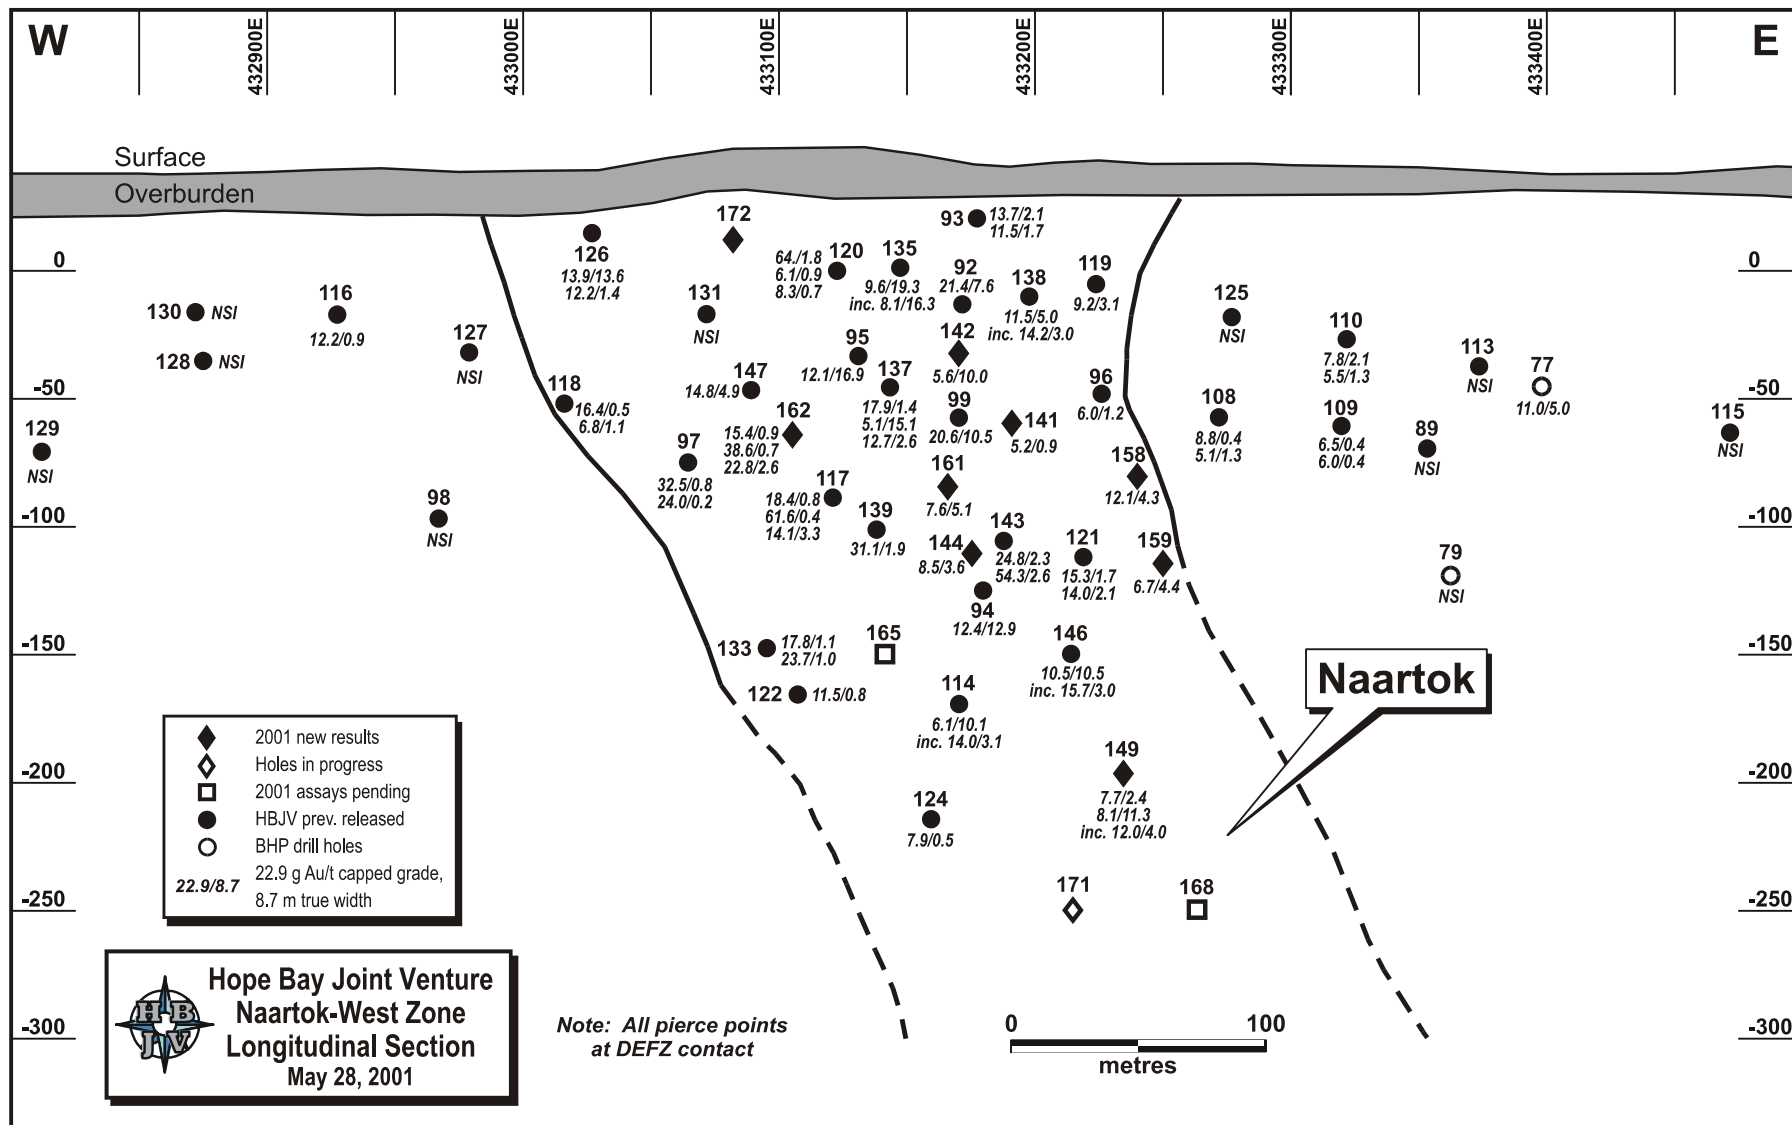 W
432900E
433000E
433100E
433200E
433300E
433400E
E
Surface
Overburden
0
-50
-100
-150
-200
-250
-300
0
-50
-100
-150
-200
-250
-300
172
93
13.7/2.1
11.5/1.7
126
13.9/13.6
12.2/1.4
120
64./1.8
6.1/0.9
8.3/0.7
135
9.6/19.3
inc. 8.1/16.3
92
21.4/7.6
138
11.5/5.0
inc. 14.2/3.0
119
9.2/3.1
130
NSI
116
12.2/0.9
128
NSI
127
NSI
131
NSI
125
NSI
110
7.8/2.1
5.5/1.3
113
NSI
77
11.0/5.0
95
12.1/16.9
142
5.6/10.0
147
14.8/4.9
137
17.9/1.4
5.1/15.1
12.7/2.6
96
6.0/1.2
118
16.4/0.5
6.8/1.1
162
15.4/0.9
38.6/0.7
22.8/2.6
99
20.6/10.5
141
5.2/0.9
108
8.8/0.4
5.1/1.3
109
6.5/0.4
6.0/0.4
89
NSI
115
NSI
129
NSI
97
32.5/0.8
24.0/0.2
161
7.6/5.1
158
12.1/4.3
98
NSI
117
18.4/0.8
61.6/0.4
14.1/3.3
139
31.1/1.9
144
8.5/3.6
143
24.8/2.3
54.3/2.6
121
15.3/1.7
14.0/2.1
159
6.7/4.4
79
NSI
94
12.4/12.9
133
17.8/1.1
23.7/1.0
165
146
10.5/10.5
inc. 15.7/3.0
122
11.5/0.8
114
6.1/10.1
inc. 14.0/3.1
149
7.7/2.4
8.1/11.3
inc. 12.0/4.0
124
7.9/0.5
171
168
Naartok
2001 new results
Holes in progress
2001 assays pending
HBJV prev. released
BHP drill holes
22.9/8.7
22.9 g Au/t capped grade,
8.7 m true width
H B
J V
Hope Bay Joint Venture
Naartok-West Zone
Longitudinal Section
May 28, 2001
Note: All pierce points
at DEFZ contact
0
100
metres